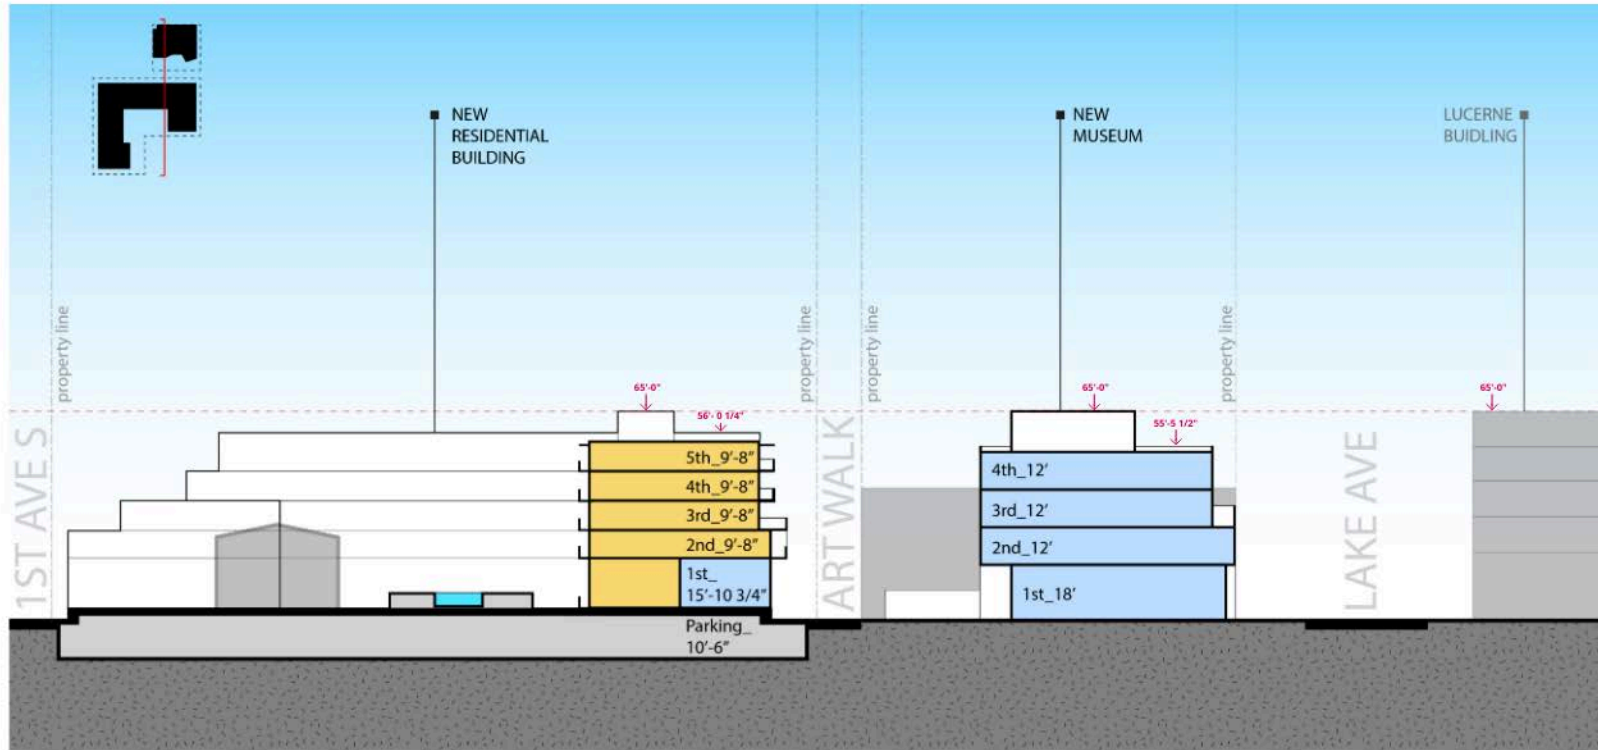 NEW
RESIDENTIAL
BUILDING
NEW
MUSEUM
LUCERNE
BUIDLING
property line
property line
property line
property line
65'-0"
56'- 0 1/4"
65'-0"
55'-5 1/2"
65'-0"
1ST AVE S
ART WALK
LAKE AVE
5th_9'-8"
4th_9'-8"
3rd_9'-8"
2nd_9'-8"
1st_
15'-10 3/4"
Parking_
10'-6"
4th_12'
3rd_12'
2nd_12'
1st_18'